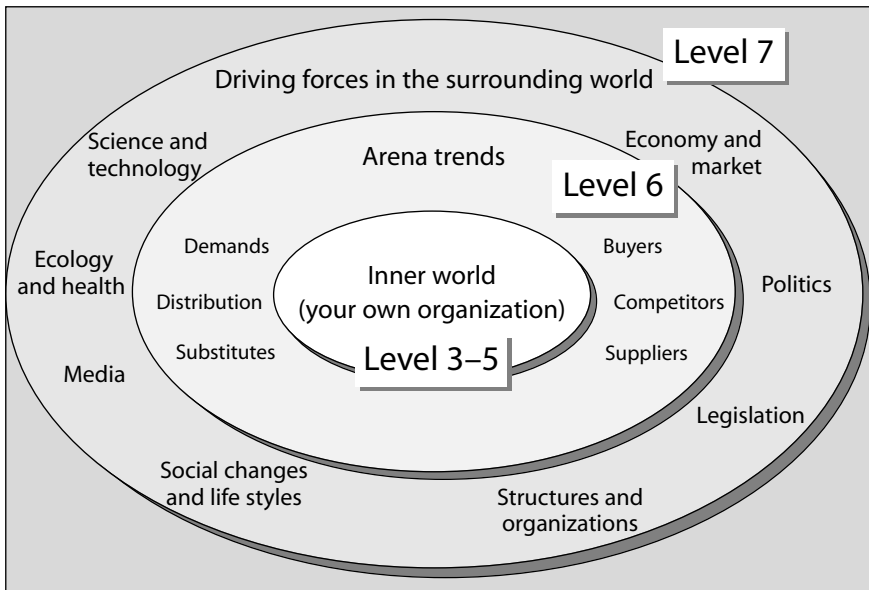 Level 7
Driving forces in the surrounding world
Science and
technology
Economy and
market
Arena trends
Level 6
Demands
Buyers
Ecology
and health
Inner world
(your own organization)
Politics
Distribution
Competitors
Substitutes
Suppliers
Level 3–5
Media
Legislation
Social changes
and life styles
Structures and
organizations